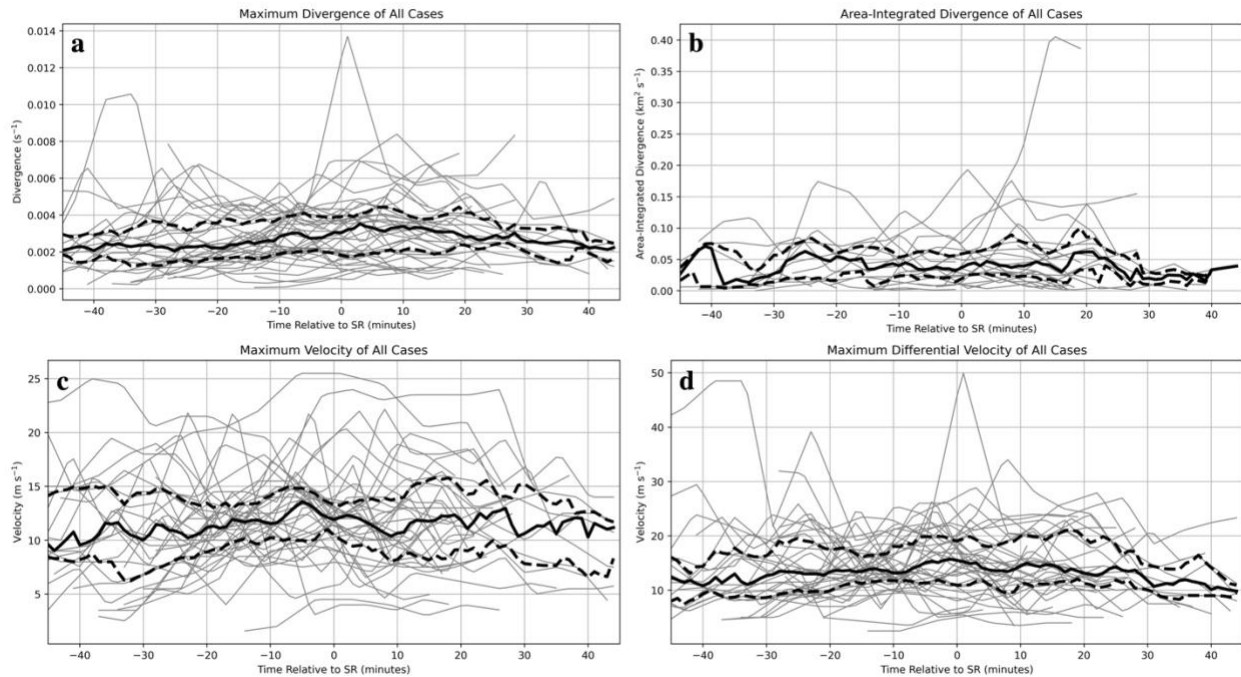 Maximum Divergence of All Cases
a
0.014
0.012
0.010
0.008
0.006
0.004
0.002
0.000
Divergence (s⁻¹)
−40 −30 −20 −10 0 10 20 30 40
Time Relative to SR (minutes)
Area-Integrated Divergence of All Cases
b
0.40
0.35
0.30
0.25
0.20
0.15
0.10
0.05
0.00
Area-Integrated Divergence (km² s⁻¹)
−40 −30 −20 −10 0 10 20 30 40
Time Relative to SR (minutes)
Maximum Velocity of All Cases
c
25
20
15
10
5
Velocity (m s⁻¹)
−40 −30 −20 −10 0 10 20 30 40
Time Relative to SR (minutes)
Maximum Differential Velocity of All Cases
d
50
40
30
20
10
Velocity (m s⁻¹)
−40 −30 −20 −10 0 10 20 30 40
Time Relative to SR (minutes)